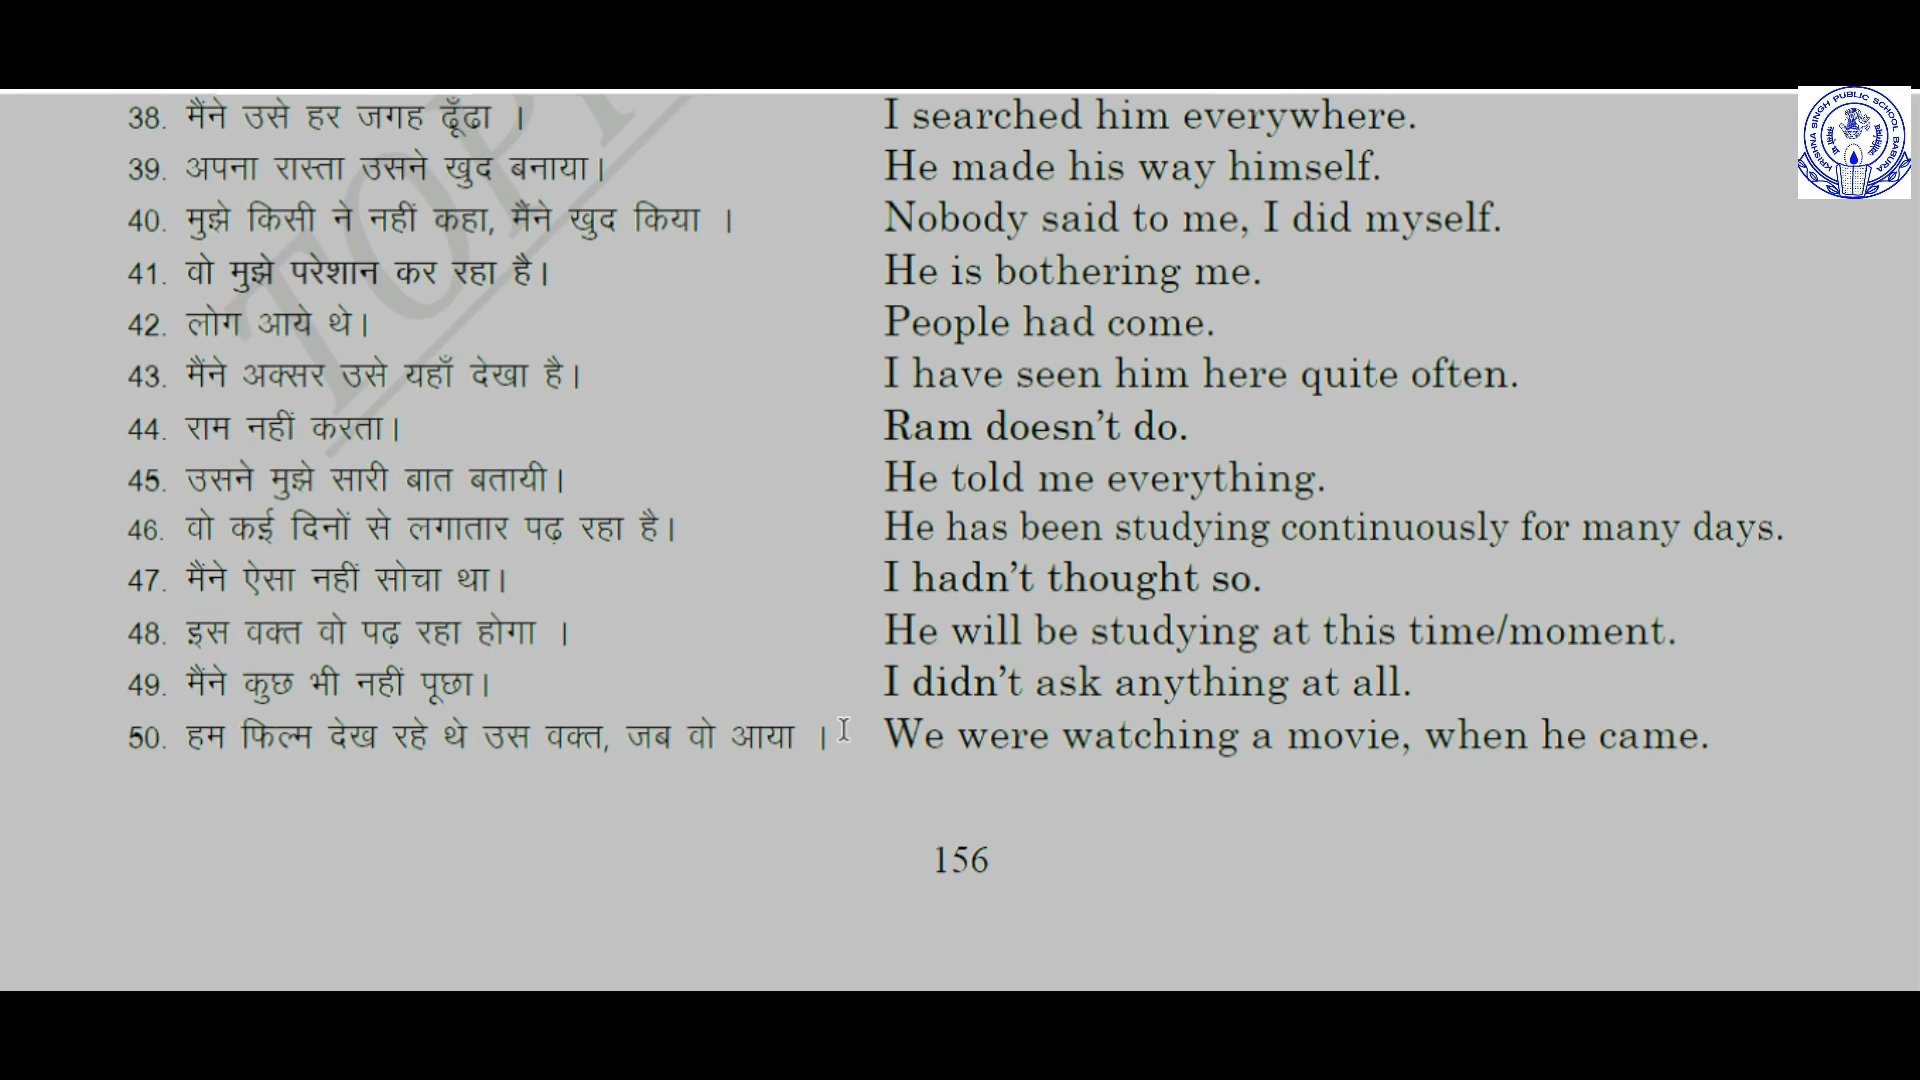 38. मैंने उसे हर जगह ढूँढा । I searched him everywhere.
39. अपना रास्ता उसने खुद बनाया। He made his way himself.
40. मुझे किसी ने नहीं कहा, मैंने खुद किया । Nobody said to me, I did myself.
41. वो मुझे परेशान कर रहा है। He is bothering me.
42. लोग आये थे। People had come.
43. मैंने अक्सर उसे यहाँ देखा है। I have seen him here quite often.
44. राम नहीं करता। Ram doesn't do.
45. उसने मुझे सारी बात बतायी। He told me everything.
46. वो कई दिनों से लगातार पढ़ रहा है। He has been studying continuously for many days.
47. मैंने ऐसा नहीं सोचा था। I hadn't thought so.
48. इस वक्त वो पढ़ रहा होगा । He will be studying at this time/moment.
49. मैंने कुछ भी नहीं पूछा। I didn't ask anything at all.
50. हम फिल्म देख रहे थे उस वक्त, जब वो आया । We were watching a movie, when he came.
156
KRISHNA SINGH PUBLIC SCHOOL BABURA